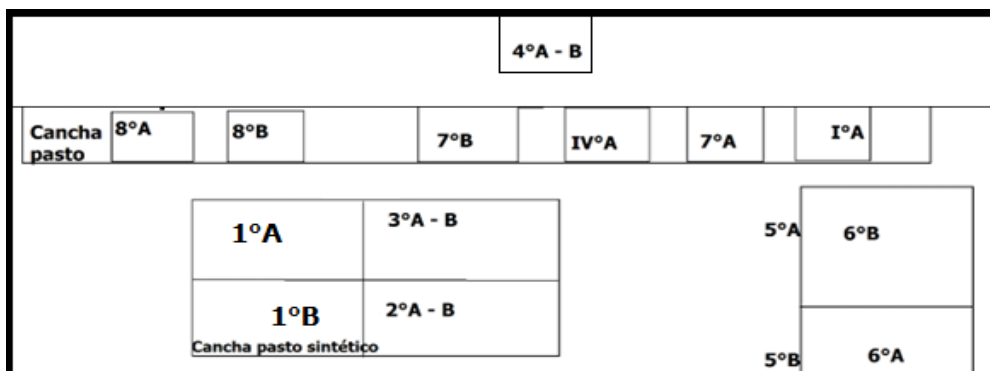 4°A - B
Cancha pasto
8°A
8°B
7°B
IV°A
7°A
I°A
1°A
3°A - B
5°A
6°B
1°B
2°A - B
Cancha pasto sintético
5°B
6°A